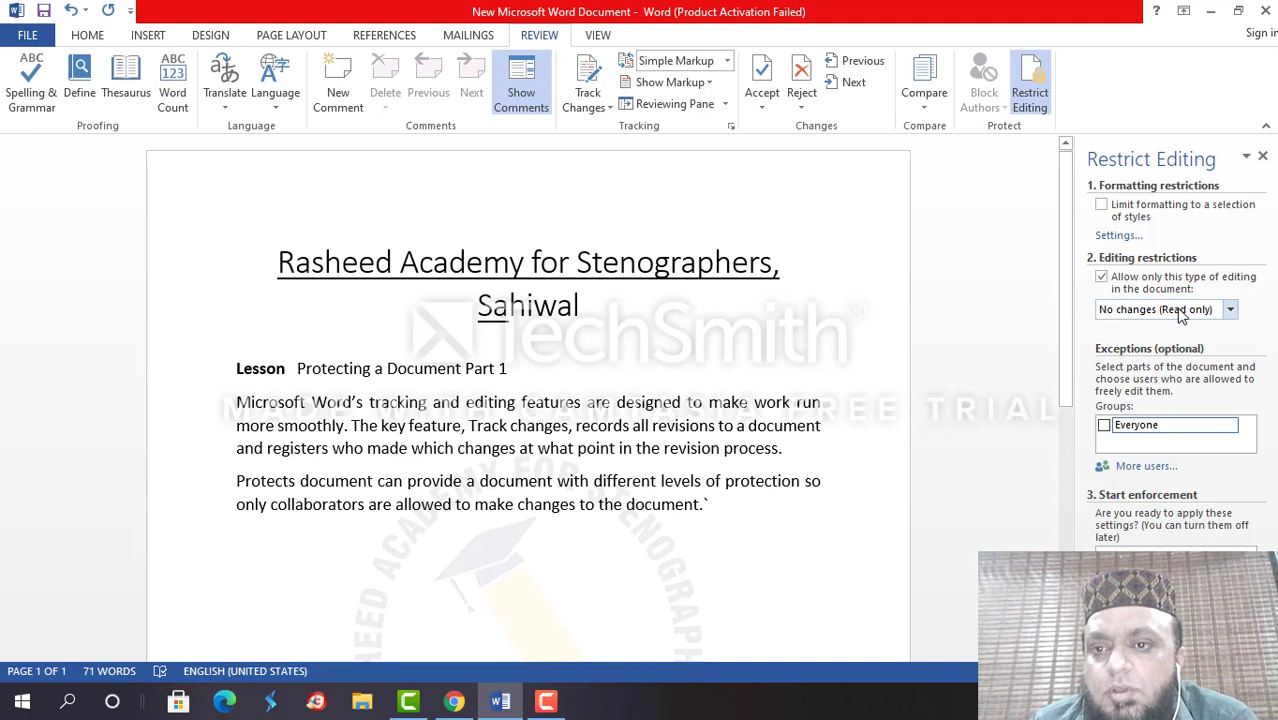 New Microsoft Word Document - Word (Product Activation Failed)
?
FILE HOME INSERT DESIGN PAGE LAYOUT REFERENCES MAILINGS REVIEW VIEW Sign in
ABC ABC 123
Spelling & Grammar
Define
Thesaurus
Word Count
Translate
Language
New Comment
Delete
Previous
Next
Show Comments
Track Changes
Simple Markup
Show Markup
Reviewing Pane
Accept
Reject
Previous
Next
Compare
Block Authors
Restrict Editing
Proofing Language Comments Tracking Changes Compare Protect
Rasheed Academy for Stenographers,
Sahiwal
TechSmith®
MADE WITH CAMTASIA FREE TRIAL
Lesson Protecting a Document Part 1
Microsoft Word’s tracking and editing features are designed to make work run
more smoothly. The key feature, Track changes, records all revisions to a document
and registers who made which changes at what point in the revision process.
Protects document can provide a document with different levels of protection so
only collaborators are allowed to make changes to the document.`
Restrict Editing
1. Formatting restrictions
Limit formatting to a selection
of styles
Settings...
2. Editing restrictions
Allow only this type of editing
in the document:
No changes (Read only)
Exceptions (optional)
Select parts of the document and
choose users who are allowed to
freely edit them.
Groups:
Everyone
More users...
3. Start enforcement
Are you ready to apply these
settings? (You can turn them off
later)
PAGE 1 OF 1 71 WORDS ENGLISH (UNITED STATES)